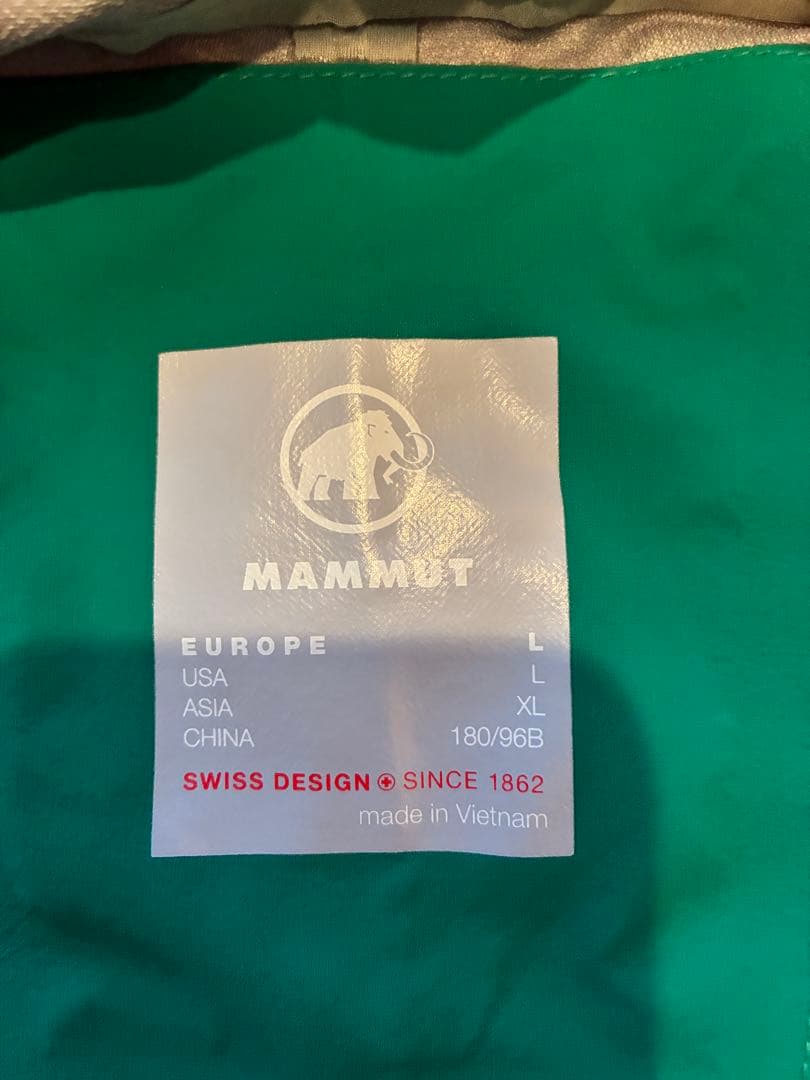 MAMMUT
EUROPE L
USA L
ASIA XL
CHINA 180/96B
SWISS DESIGN SINCE 1862
made in Vietnam